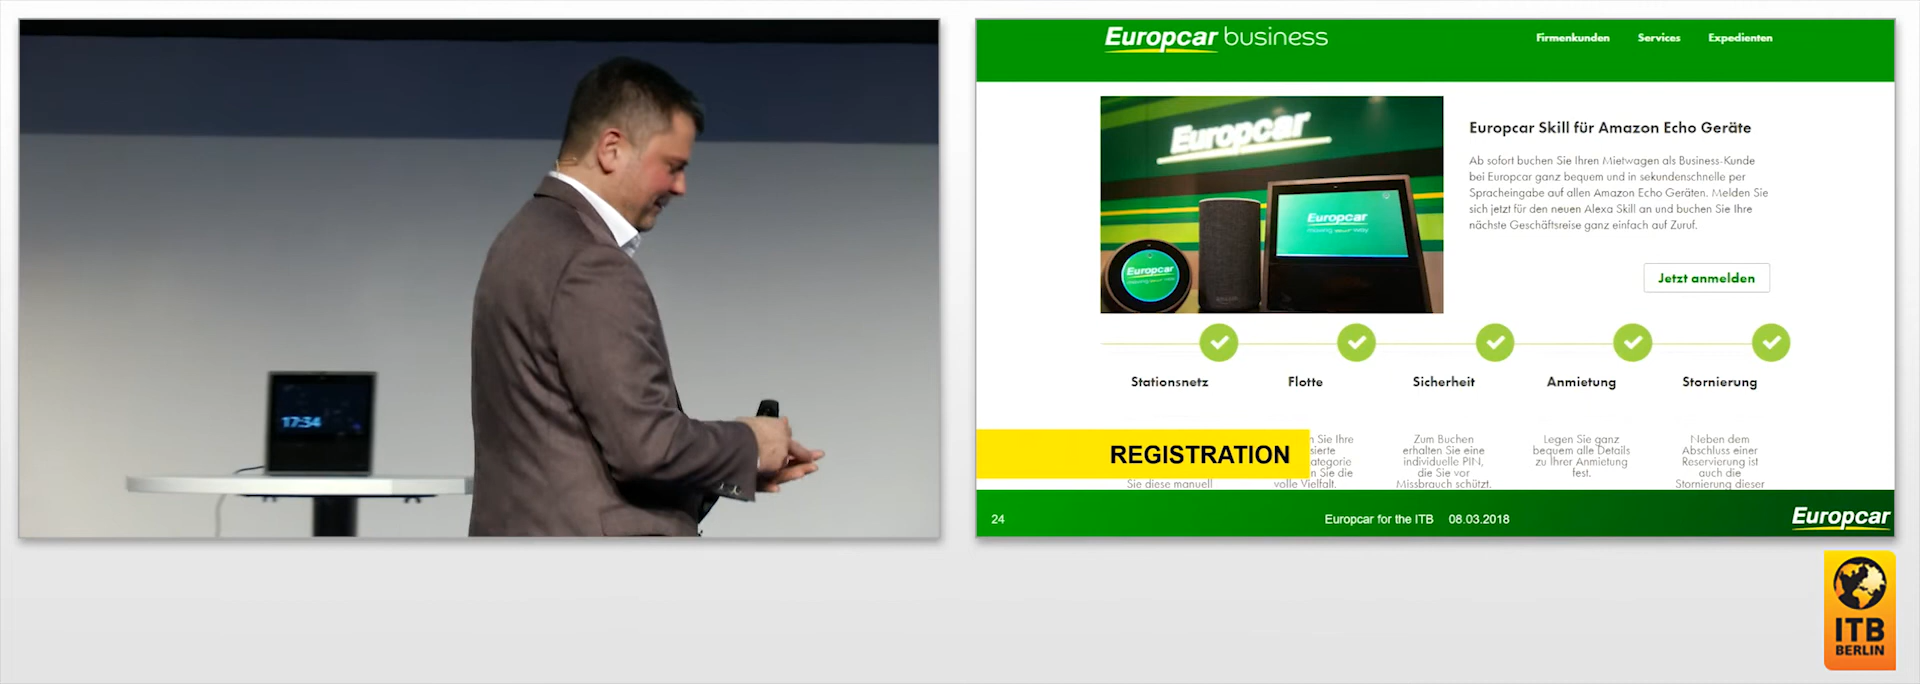 17:34
Europcar business
Firmenkunden Services Expedienten
Europcar
Europcar
Europcar
moving your way
Europcar Skill für Amazon Echo Geräte
Ab sofort buchen Sie Ihren Mietwagen als Business-Kunde
bei Europcar ganz bequem und in sekundenschnelle per
Spracheingabe auf allen Amazon Echo Geräten. Melden Sie
sich jetzt für den neuen Alexa Skill an und buchen Sie Ihre
nächste Geschäftsreise ganz einfach auf Zuruf.
Jetzt anmelden
Stationsnetz Flotte Sicherheit Anmietung Stornierung
Sie diese manuell
n Sie Ihre
sierte
ategorie
n Sie die
volle Vielfalt.
Zum Buchen
erhalten Sie eine
individuelle PIN,
die Sie vor
Missbrauch schützt.
Legen Sie ganz
bequem alle Details
zu Ihrer Anmietung
fest.
Neben dem
Abschluss einer
Reservierung ist
auch die
Stornierung dieser
REGISTRATION
24
Europcar for the ITB 08.03.2018
Europcar
ITB
BERLIN